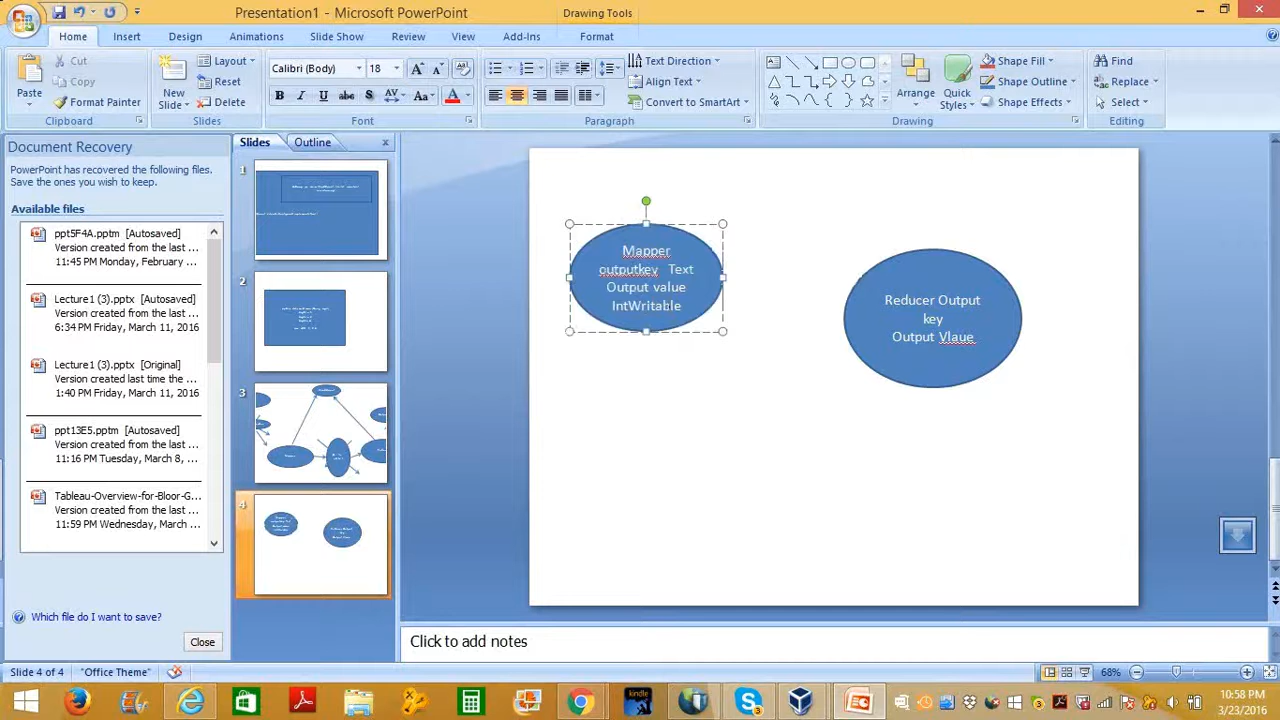 Presentation1 - Microsoft PowerPoint
Drawing Tools
Home
Insert
Design
Animations
Slide Show
Review
View
Add-Ins
Format
Paste
Cut
Copy
Format Painter
Clipboard
New
Slide
Layout
Reset
Delete
Slides
Calibri (Body)
18
B I U abc S AV Aa A
Font
Text Direction
Align Text
Convert to SmartArt
Paragraph
Arrange
Quick
Styles
Shape Fill
Shape Outline
Shape Effects
Drawing
Find
Replace
Select
Editing
Document Recovery
PowerPoint has recovered the following files.
Save the ones you wish to keep.
Available files
ppt5F4A.pptm [Autosaved]
Version created from the last ...
11:45 PM Monday, February ...
Lecture1 (3).pptx [Autosaved]
Version created from the last ...
6:34 PM Friday, March 11, 2016
Lecture1 (3).pptx [Original]
Version created last time the ...
1:40 PM Friday, March 11, 2016
ppt13E5.pptm [Autosaved]
Version created from the last ...
11:16 PM Tuesday, March 8, ...
Tableau-Overview-for-Bloor-G...
Version created from the last ...
11:59 PM Wednesday, March ...
Which file do I want to save?
Close
Slides
Outline
1
2
3
4
Mapper
outputkey Text
Output value
IntWritable
Reducer Output
key
Output Vlaue
Click to add notes
Slide 4 of 4
"Office Theme"
68%
kindle
10:58 PM
3/23/2016